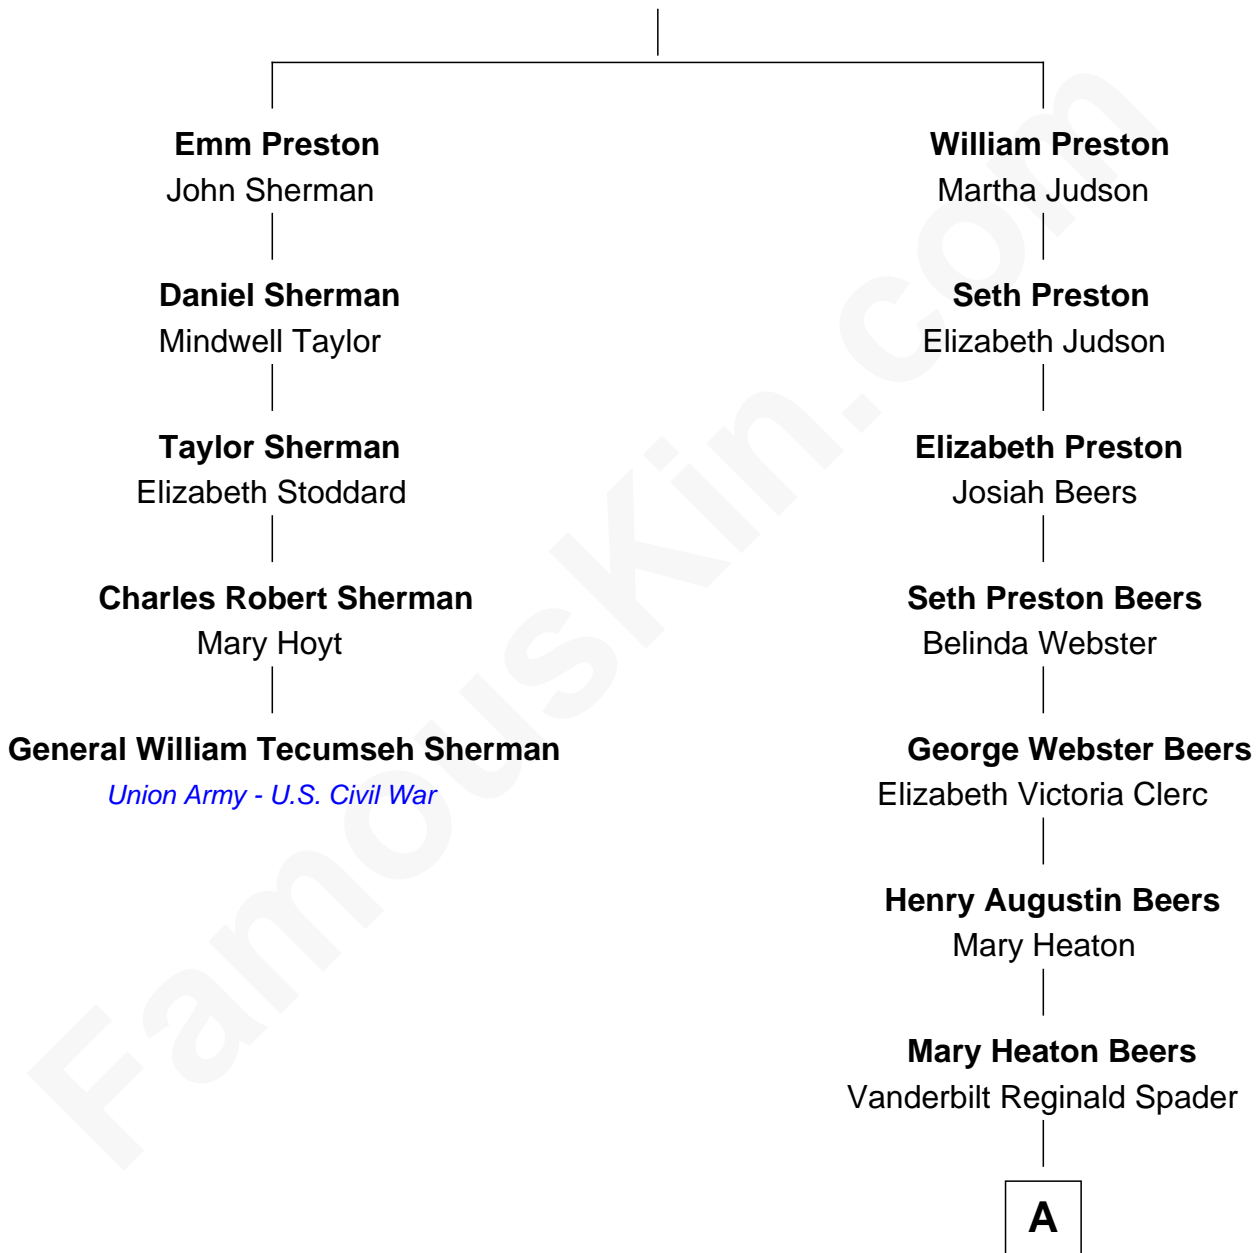 Emm Preston
John Sherman
Daniel Sherman
Mindwell Taylor
Taylor Sherman
Elizabeth Stoddard
Charles Robert Sherman
Mary Hoyt
General William Tecumseh Sherman
Union Army - U.S. Civil War
William Preston
Martha Judson
Seth Preston
Elizabeth Judson
Elizabeth Preston
Josiah Beers
Seth Preston Beers
Belinda Webster
George Webster Beers
Elizabeth Victoria Clerc
Henry Augustin Beers
Mary Heaton
Mary Heaton Beers
Vanderbilt Reginald Spader
A
FamousKin.com